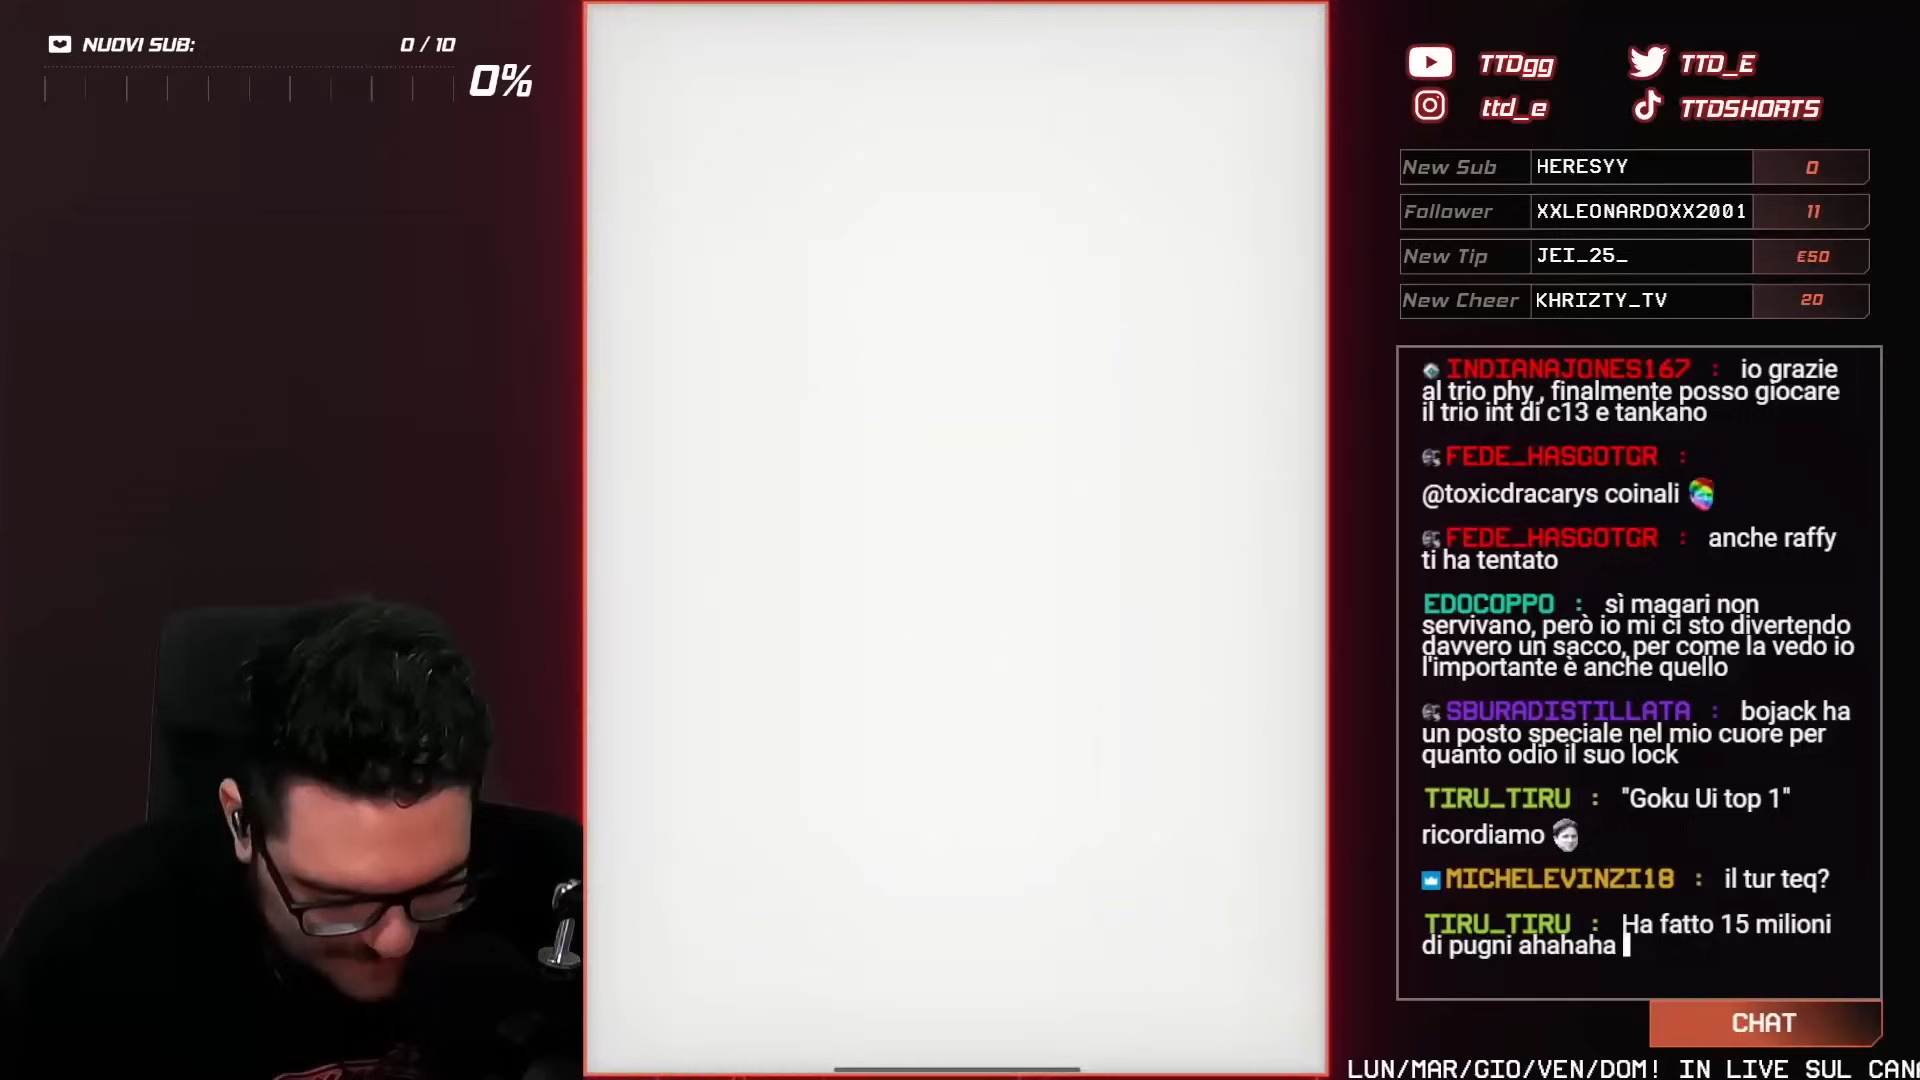 NUOVI SUB: 0 / 10
0%
TTDgg TTD_E
ttd_e TTDSHORTS
New Sub HERESYY 0
Follower XXLEONARDOXX2001 11
New Tip JEI_25_ €50
New Cheer KHRIZTY_TV 20
INDIANAJONES167 : io grazie
al trio phy , finalmente posso giocare
il trio int di c13 e tankano
FEDE_HASGOTGR :
@toxicdracarys coinali
FEDE_HASGOTGR : anche raffy
ti ha tentato
EDOCOPPO : sì magari non
servivano, però io mi ci sto divertendo
davvero un sacco, per come la vedo io
l'importante è anche quello
SBURADISTILLATA : bojack ha
un posto speciale nel mio cuore per
quanto odio il suo lock
TIRU_TIRU : "Goku Ui top 1"
ricordiamo
MICHELEVINZI18 : il tur teq?
TIRU_TIRU : Ha fatto 15 milioni
di pugni ahahaha
CHAT
LUN/MAR/GIO/VEN/DOM! IN LIVE SUL CANA